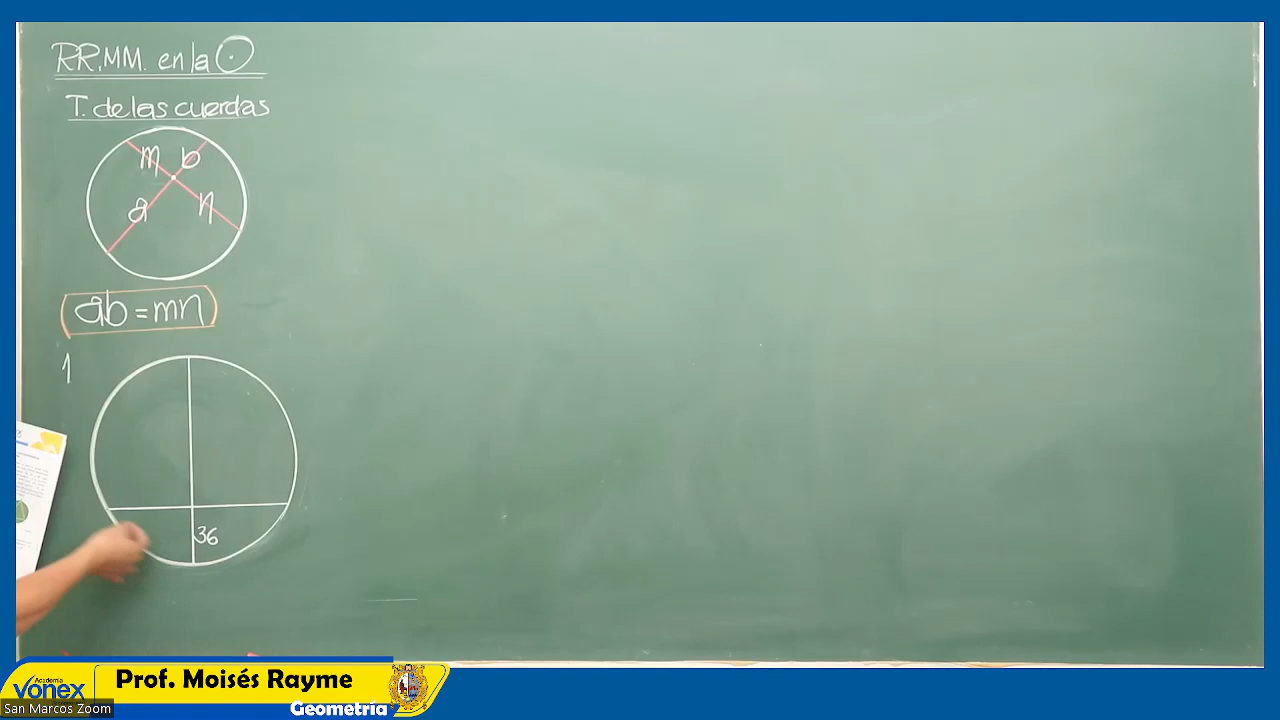 RR.MM. en la
T. de las cuerdas
m b
a n
ab = mn
1
36
Academia
Vonex
San Marcos Zoom
Prof. Moisés Rayme
Geometría